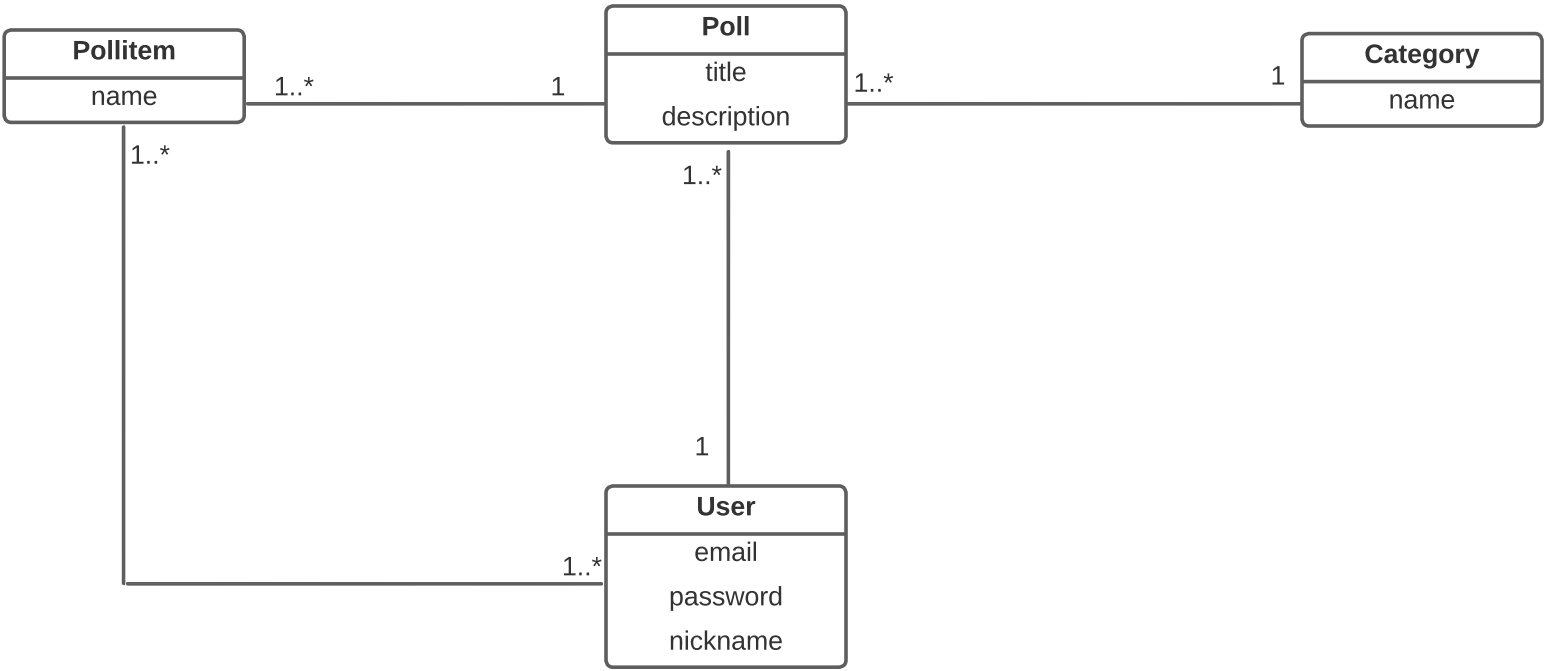 Pollitem
name
1..*
1
Poll
title
description
1..*
1
Category
name
1..*
1..*
1
1..*
User
email
password
nickname